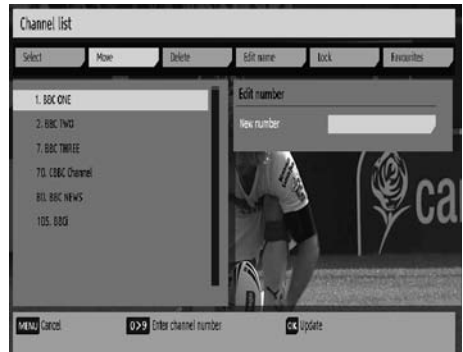 Channel list
Select Move Delete Edit name Lock Favourites
1. BBC ONE
2. BBC TWO
7. BBC THREE
70. CBBC Channel
80. BBC NEWS
105. BBCi
Edit number
New number
ca
MENU Cancel 0>9 Enter channel number OK Update